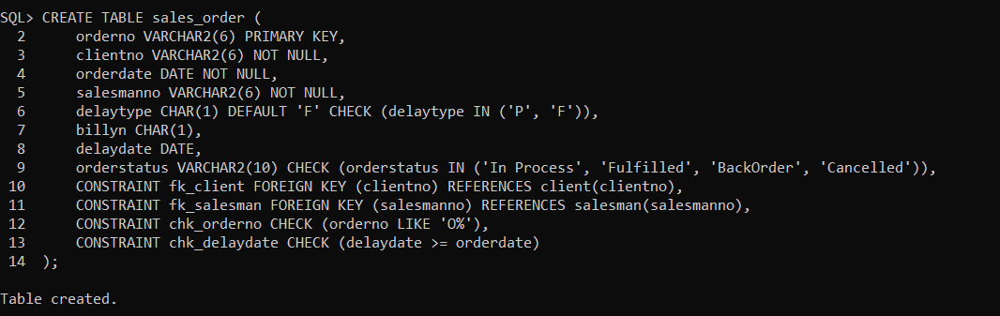 SQL> CREATE TABLE sales_order (
  2      orderno VARCHAR2(6) PRIMARY KEY,
  3      clientno VARCHAR2(6) NOT NULL,
  4      orderdate DATE NOT NULL,
  5      salesmanno VARCHAR2(6) NOT NULL,
  6      delaytype CHAR(1) DEFAULT 'F' CHECK (delaytype IN ('P', 'F')),
  7      billyn CHAR(1),
  8      delaydate DATE,
  9      orderstatus VARCHAR2(10) CHECK (orderstatus IN ('In Process', 'Fulfilled', 'BackOrder', 'Cancelled')),
 10      CONSTRAINT fk_client FOREIGN KEY (clientno) REFERENCES client(clientno),
 11      CONSTRAINT fk_salesman FOREIGN KEY (salesmanno) REFERENCES salesman(salesmanno),
 12      CONSTRAINT chk_orderno CHECK (orderno LIKE 'O%'),
 13      CONSTRAINT chk_delaydate CHECK (delaydate >= orderdate)
 14  );
Table created.